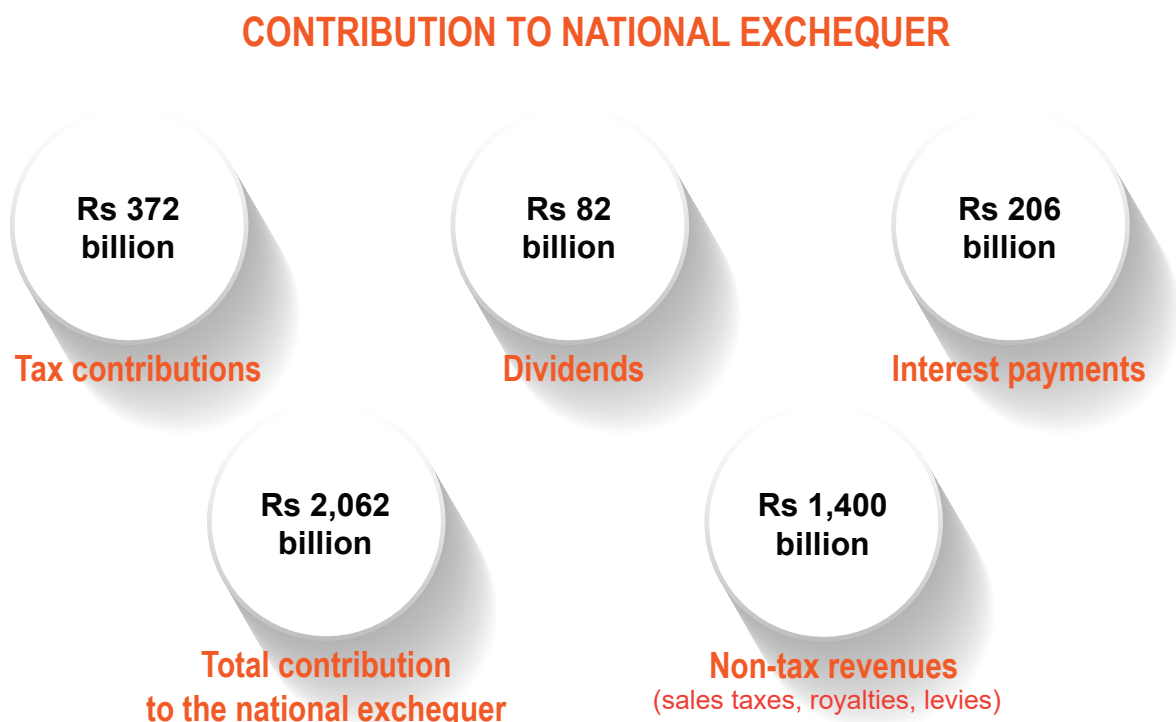 CONTRIBUTION TO NATIONAL EXCHEQUER
Rs 372
billion
Tax contributions
Rs 82
billion
Dividends
Rs 206
billion
Interest payments
Rs 2,062
billion
Total contribution
to the national exchequer
Rs 1,400
billion
Non-tax revenues
(sales taxes, royalties, levies)